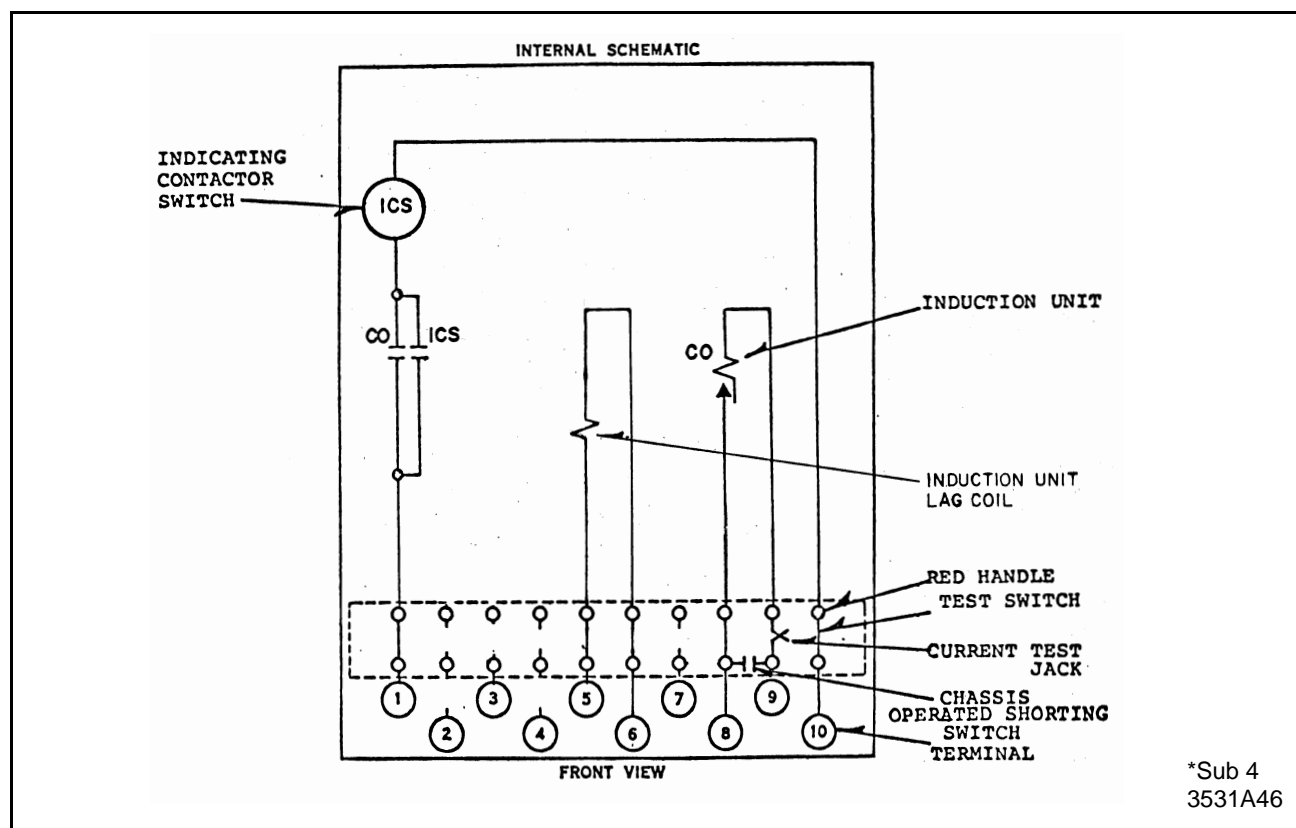 INTERNAL SCHEMATIC
INDICATING
CONTACTOR
SWITCH
ICS
CO
ICS
CO
INDUCTION UNIT
INDUCTION UNIT
LAG COIL
RED HANDLE
TEST SWITCH
CURRENT TEST
JACK
CHASSIS
OPERATED SHORTING
SWITCH
TERMINAL
1
3
5
7
9
2
4
6
8
10
FRONT VIEW
*Sub 4
3531A46